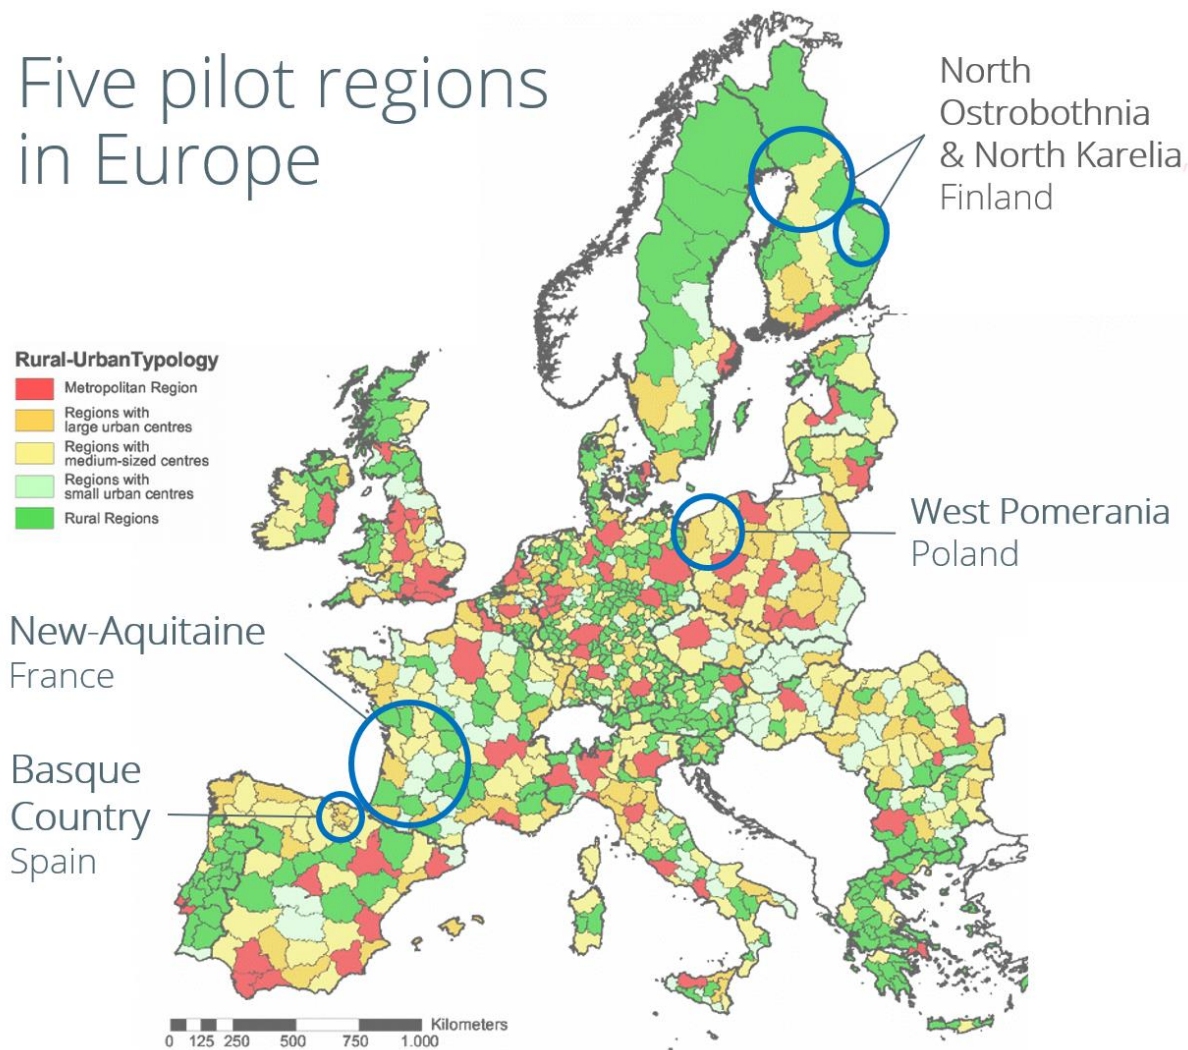 Five pilot regions
in Europe
North
Ostrobothnia
& North Karelia
Finland
Rural-UrbanTypology
Metropolitan Region
Regions with
large urban centres
Regions with
medium-sized centres
Regions with
small urban centres
Rural Regions
West Pomerania
Poland
New-Aquitaine
France
Basque
Country
Spain
Kilometers
0 125 250 500 750 1.000